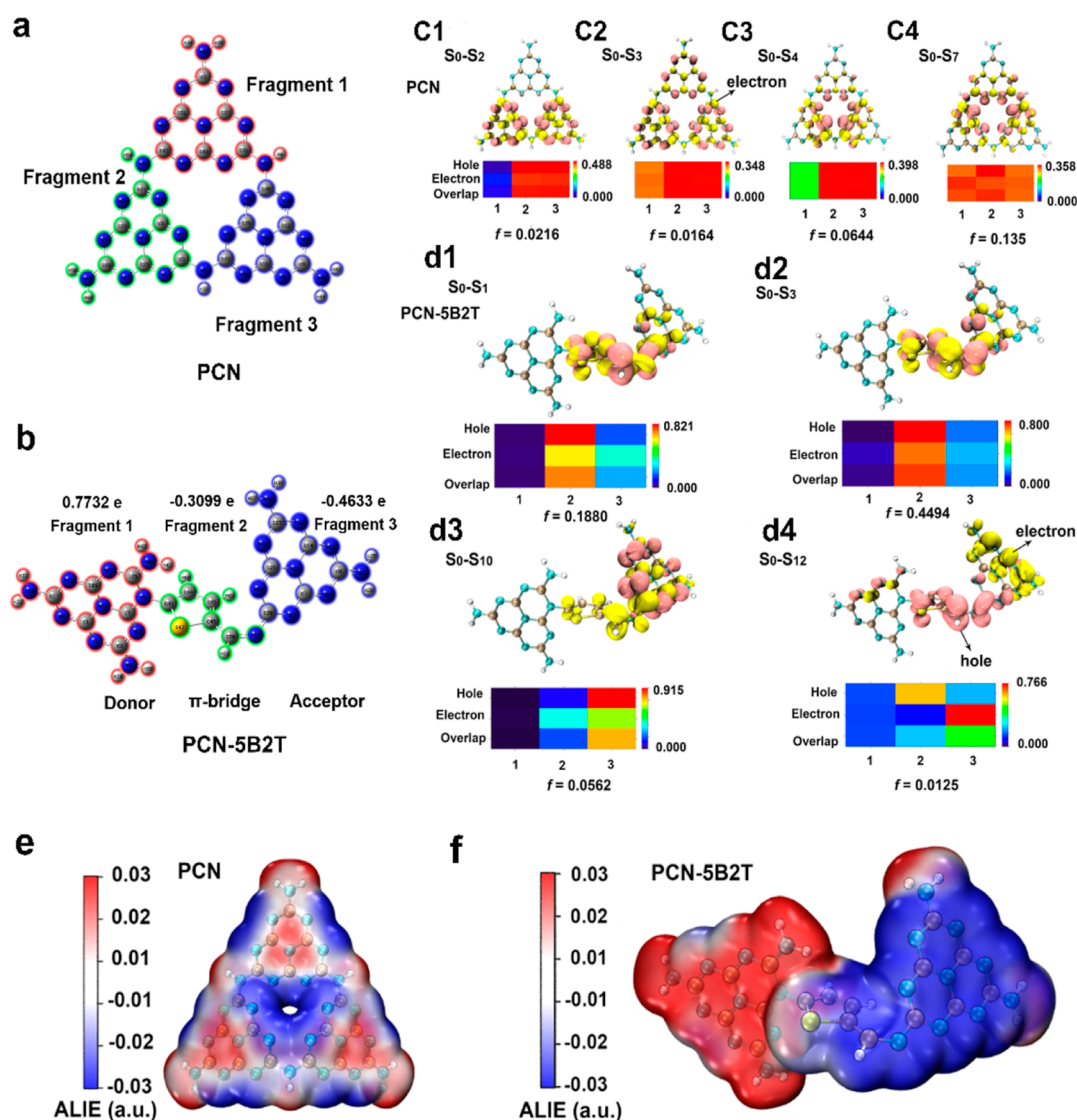 a
Fragment 1
Fragment 2
Fragment 3
PCN
b
0.7732 e
-0.3099 e
-0.4633 e
Fragment 1
Fragment 2
Fragment 3
Donor
π-bridge
Acceptor
PCN-5B2T
C1
S0-S2
PCN
Hole
Electron
Overlap
0.488
0.000
1 2 3
f = 0.0216
C2
S0-S3
electron
0.348
0.000
1 2 3
f = 0.0164
C3
S0-S4
0.398
0.000
1 2 3
f = 0.0644
C4
S0-S7
0.358
0.000
1 2 3
f = 0.135
d1
S0-S1
PCN-5B2T
Hole
Electron
Overlap
0.821
0.000
1 2 3
f = 0.1880
d2
S0-S3
Hole
Electron
Overlap
0.800
0.000
1 2 3
f = 0.4494
d3
S0-S10
Hole
Electron
Overlap
0.915
0.000
1 2 3
f = 0.0562
d4
S0-S12
electron
hole
Hole
Electron
Overlap
0.766
0.000
1 2 3
f = 0.0125
e
PCN
0.03
0.02
-0.01
0.01
-0.02
-0.03
ALIE (a.u.)
f
PCN-5B2T
0.03
0.02
-0.01
0.01
-0.02
-0.03
ALIE (a.u.)